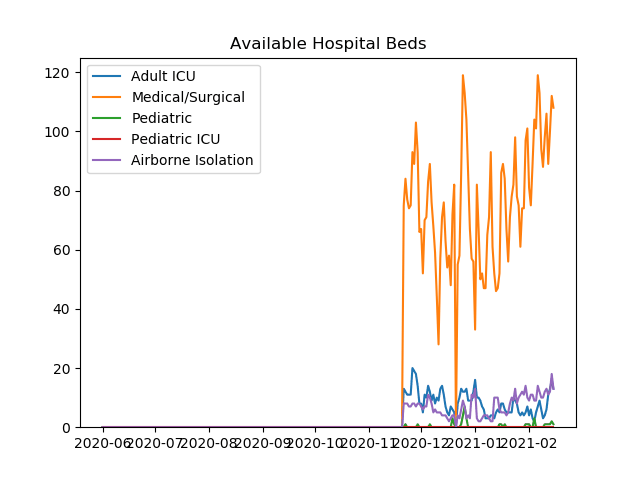 Available Hospital Beds
Adult ICU
Medical/Surgical
Pediatric
Pediatric ICU
Airborne Isolation
120
100
80
60
40
20
0
2020-06 2020-07 2020-08 2020-09 2020-10 2020-11 2020-12 2021-01 2021-02